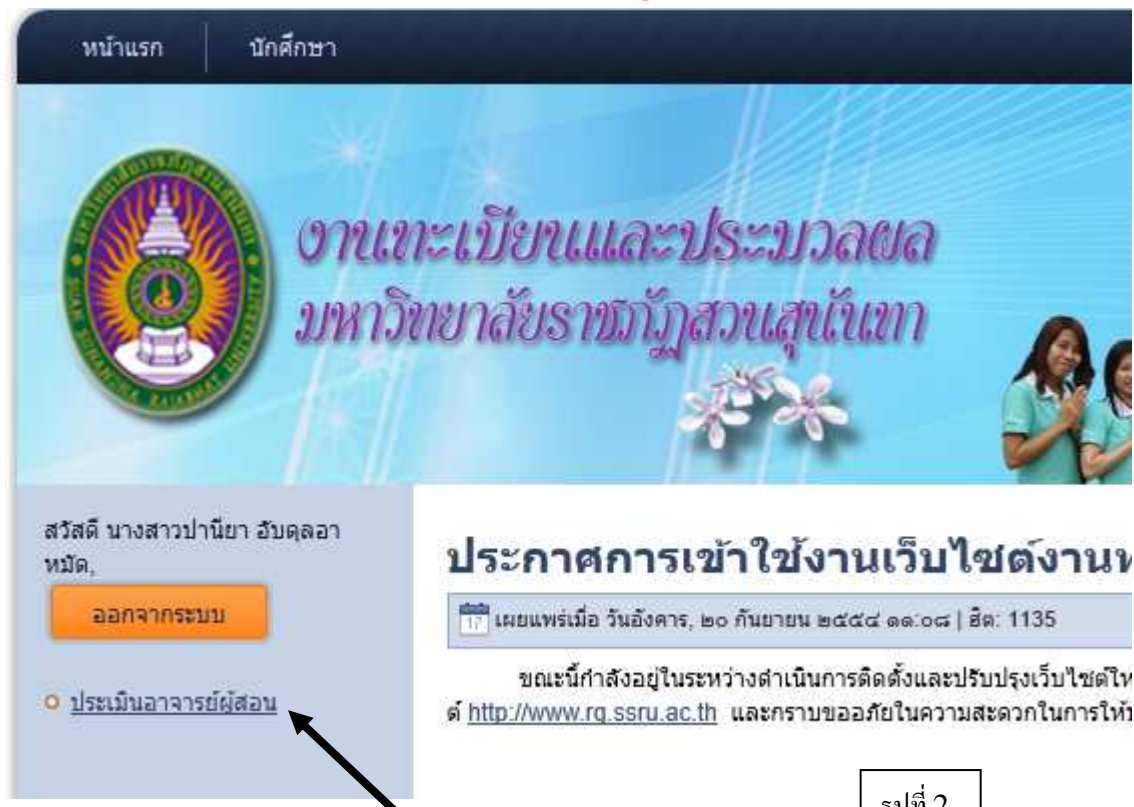 หน้าแรก
นักศึกษา
งานทะเบียนและประมวลผล
มหาวิทยาลัยราชภัฏสวนสุนันทา
สวัสดี นางสาวปานียา อับดุลอา
หมัด,
ออกจากระบบ
ประเมินอาจารย์ผู้สอน
ประกาศการเข้าใช้งานเว็บไซต์งาน
17 เผยแพร่เมื่อ วันอังคาร, ๒๐ กันยายน ๒๕๕๔ ๑๑:๐๘ | ฮิต: 1135
ขณะนี้กำลังอยู่ในระหว่างดำเนินการติดตั้งและปรับปรุงเว็บไซต์
ต์ http://www.rg.ssru.ac.th และกราบขออภัยในความสะดวกในการ
รูปที่ 2